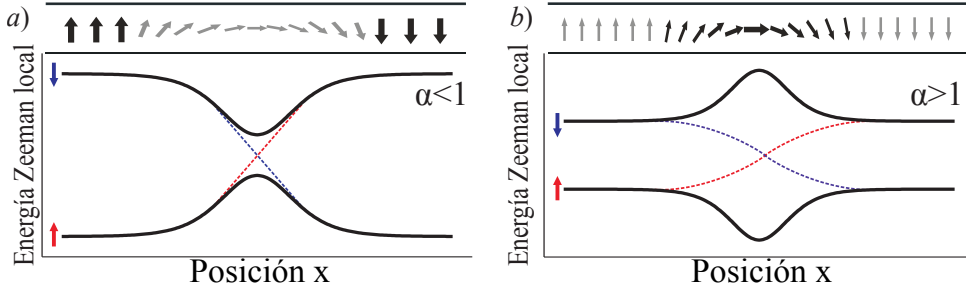 a)
Energía Zeeman local
α<1
Posición x
b)
Energía Zeeman local
α>1
Posición x